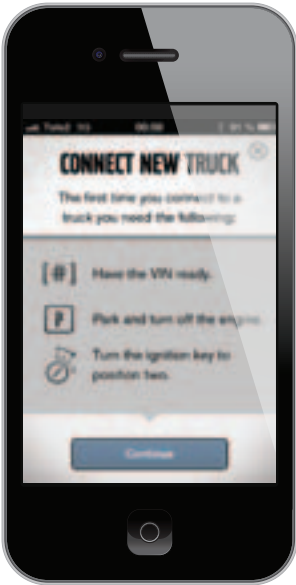 CONNECT NEW TRUCK
The first time you connect to a
truck you need the following:
[#] Have the VIN ready.
P Park and turn off the engine.
Turn the ignition key to
position two.
Continue